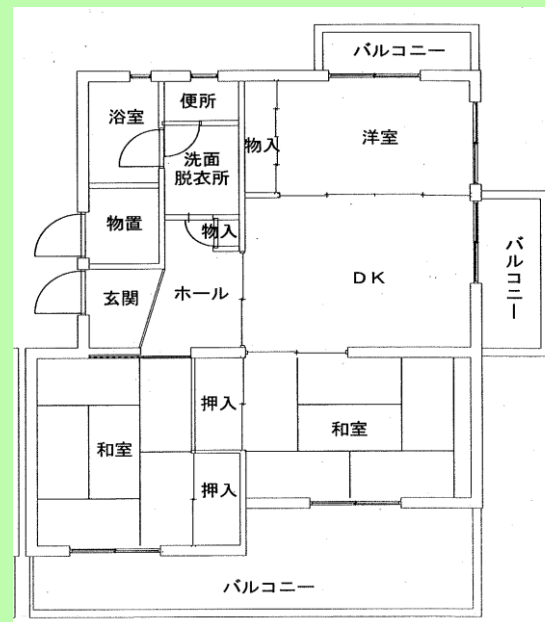 バルコニー
便所
浴室
物入
洋室
洗面
脱衣所
物置
物入
バルコニー
玄関
ホール
DK
押入
和室
和室
押入
バルコニー